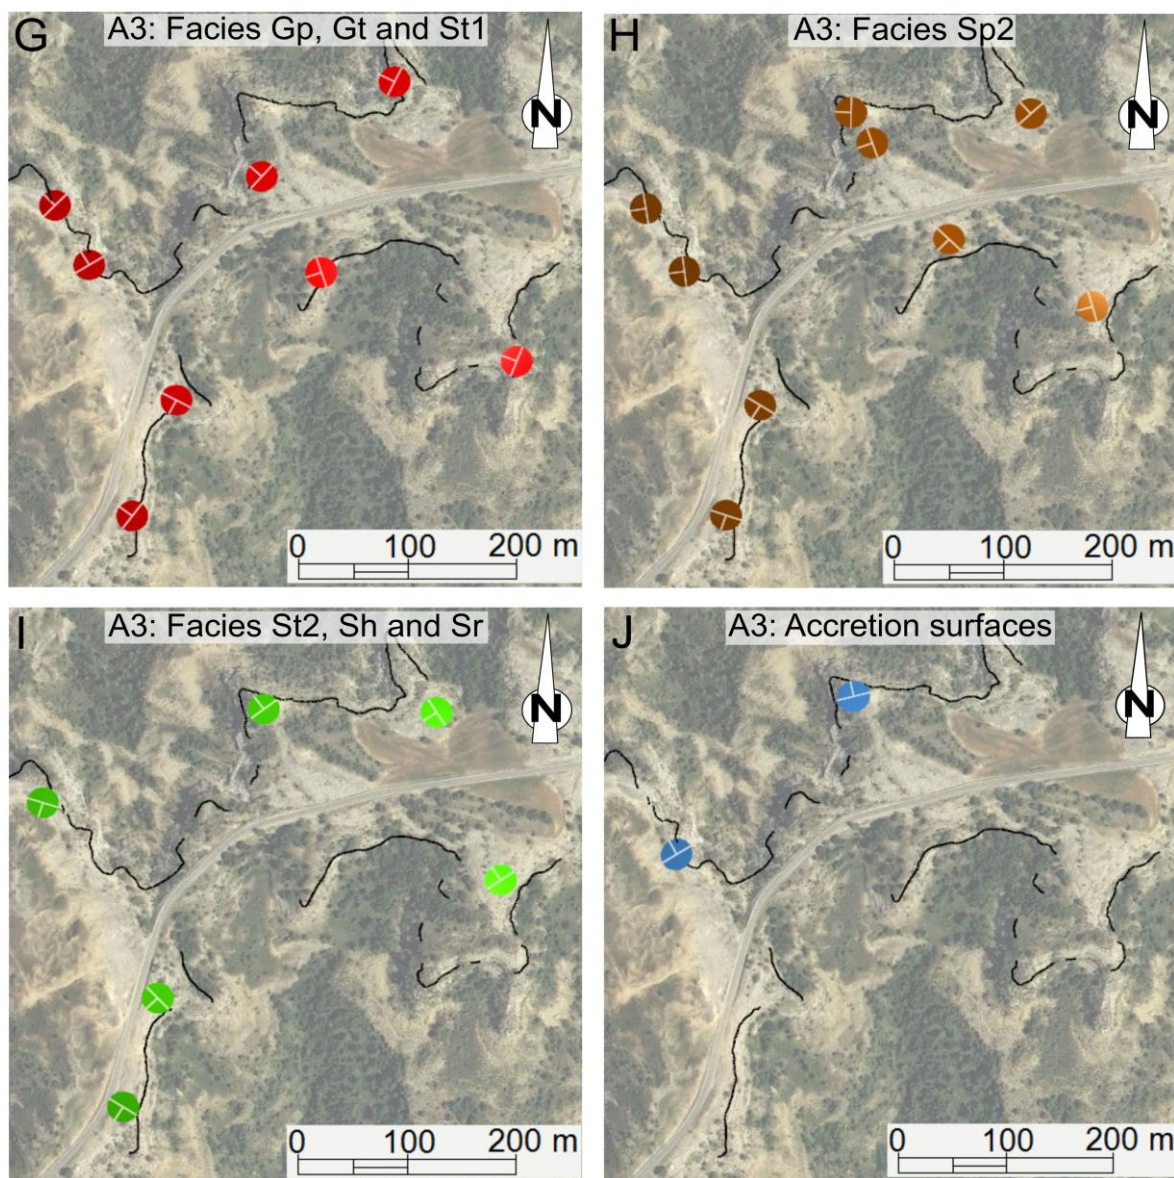 G
A3: Facies Gp, Gt and St1
N
0 100 200 m
H
A3: Facies Sp2
N
0 100 200 m
I
A3: Facies St2, Sh and Sr
N
0 100 200 m
J
A3: Accretion surfaces
N
0 100 200 m